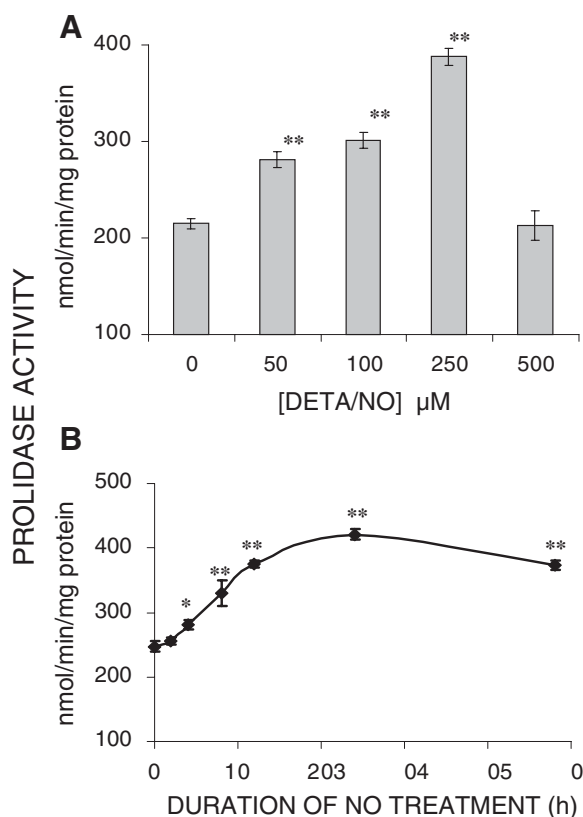 A
400
300
200
100
nmol/min/mg protein
**
**
**
0 50 100 250 500
[DETA/NO] µM
PROLIDASE ACTIVITY
B
500
400
300
200
100
nmol/min/mg protein
*
**
**
**
**
0 10 203 04 05 0
DURATION OF NO TREATMENT (h)